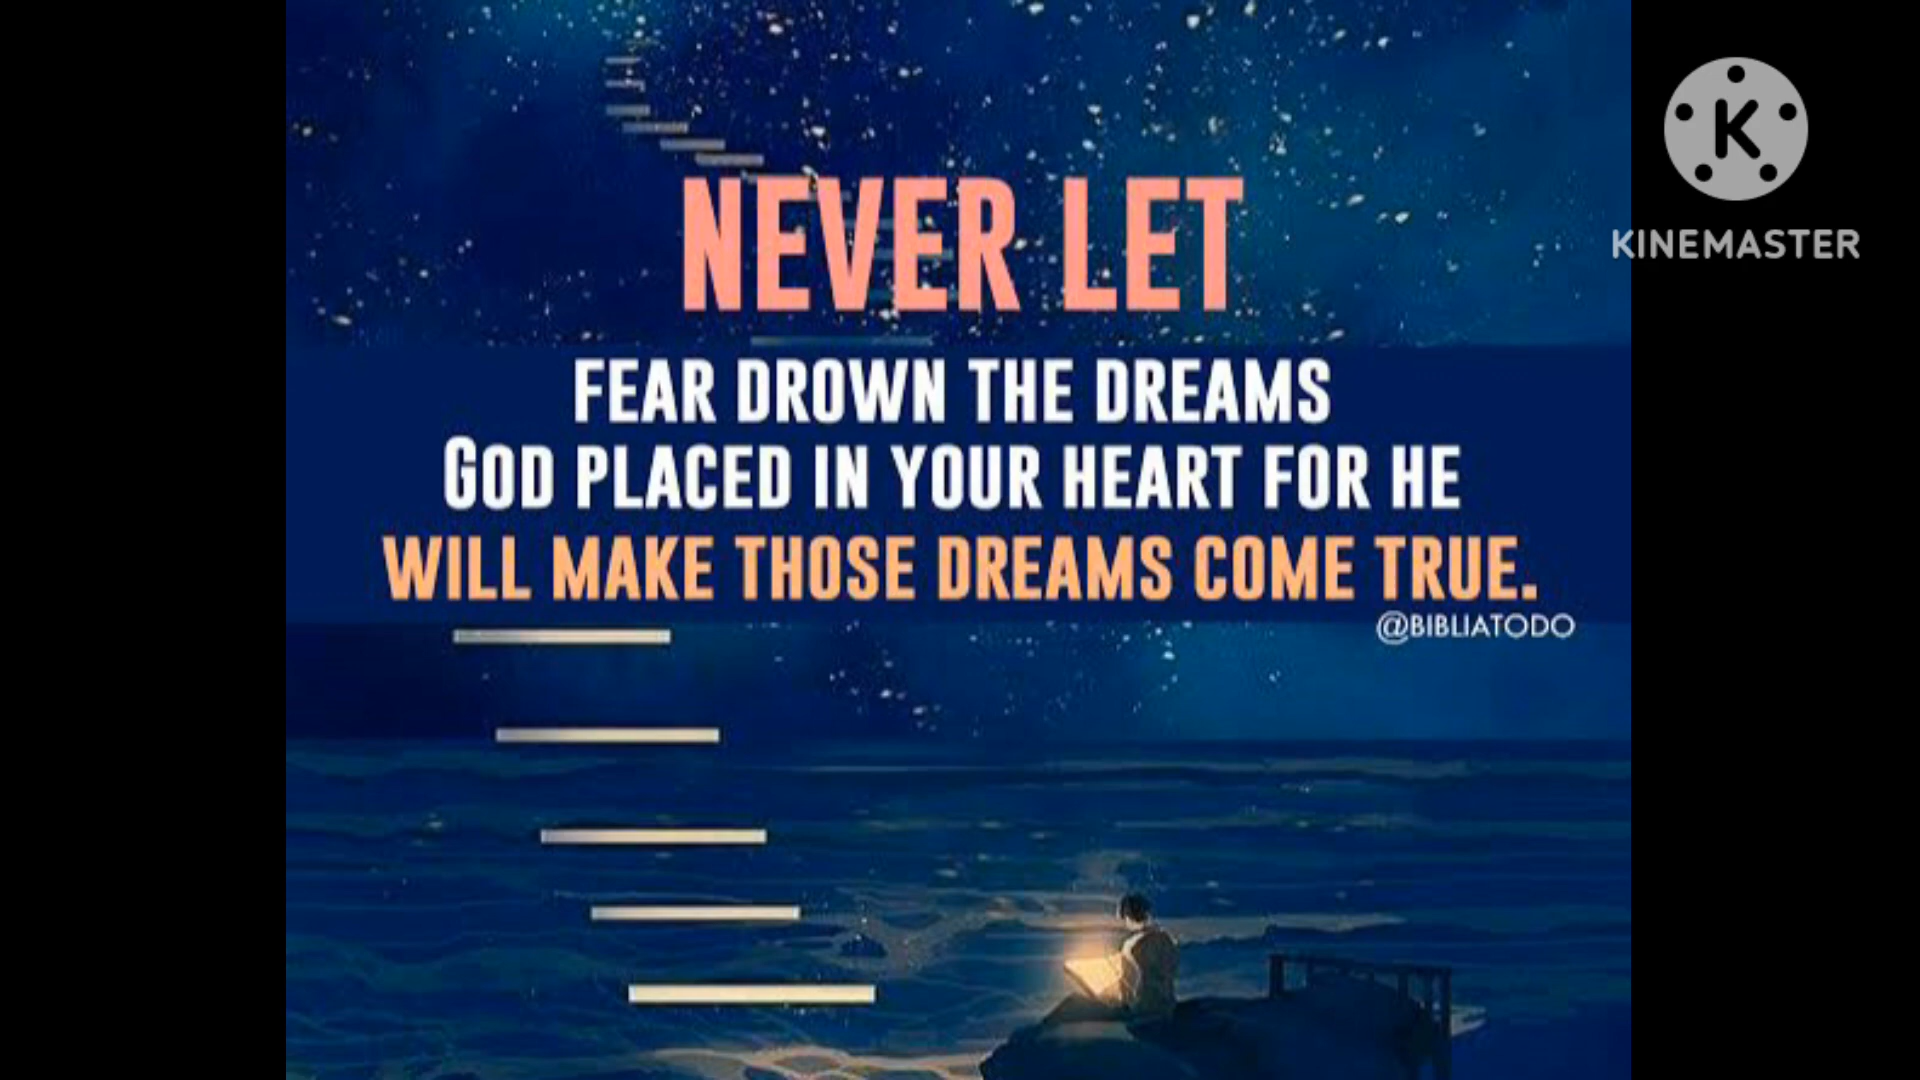 NEVER LET
FEAR DROWN THE DREAMS
GOD PLACED IN YOUR HEART FOR HE
WILL MAKE THOSE DREAMS COME TRUE.
@BIBLIATODO
K
KINEMASTER